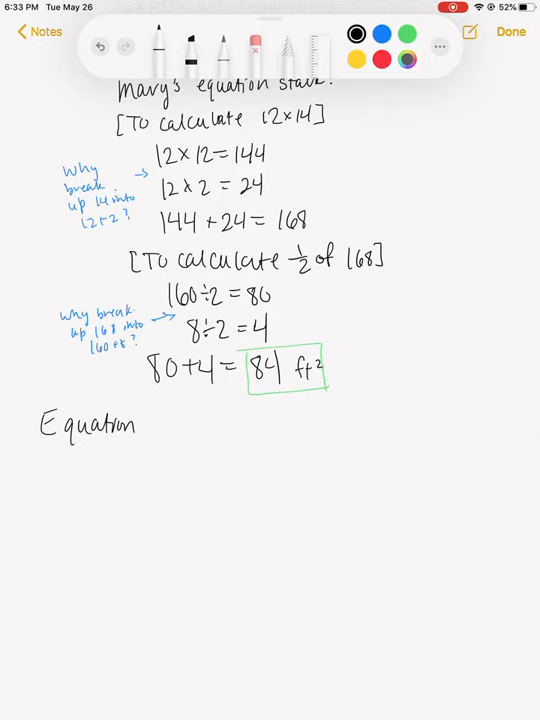 6:33 PM Tue May 26
52%
Notes
Done
Mary's equation stack:
[To calculate 12×14]
12×12=144
Why break up 14 into 12+2?
12×2=24
144+24=168
[To calculate 1/2 of 168]
160÷2=80
Why break up 168 into 160+8?
8÷2=4
80+4= 84 ft²
Equation